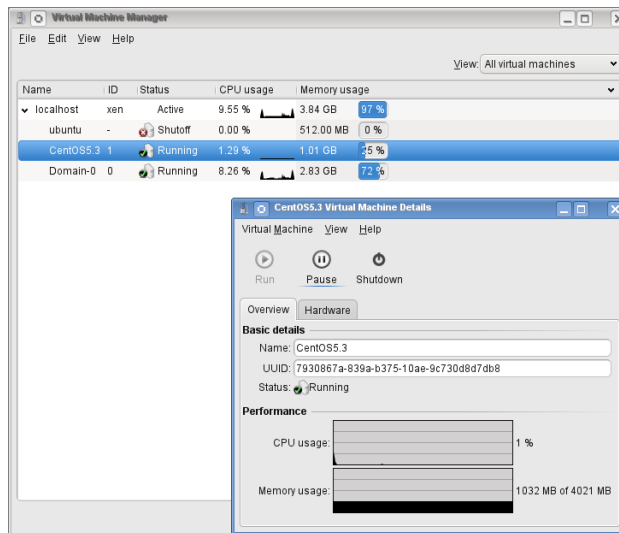 Virtual Machine Manager
File Edit View Help
View: All virtual machines
Name ID Status CPU usage Memory usage
localhost xen Active 9.55 % 3.84 GB 97 %
ubuntu - Shutoff 0.00 % 512.00 MB 0 %
CentOS5.3 1 Running 1.29 % 1.01 GB 25 %
Domain-0 0 Running 8.26 % 2.83 GB 72 %
CentOS5.3 Virtual Machine Details
Virtual Machine View Help
Run Pause Shutdown
Overview Hardware
Basic details
Name: CentOS5.3
UUID: 7930867a-839a-b375-10ae-9c730d8d7db8
Status: Running
Performance
CPU usage: 1 %
Memory usage: 1032 MB of 4021 MB